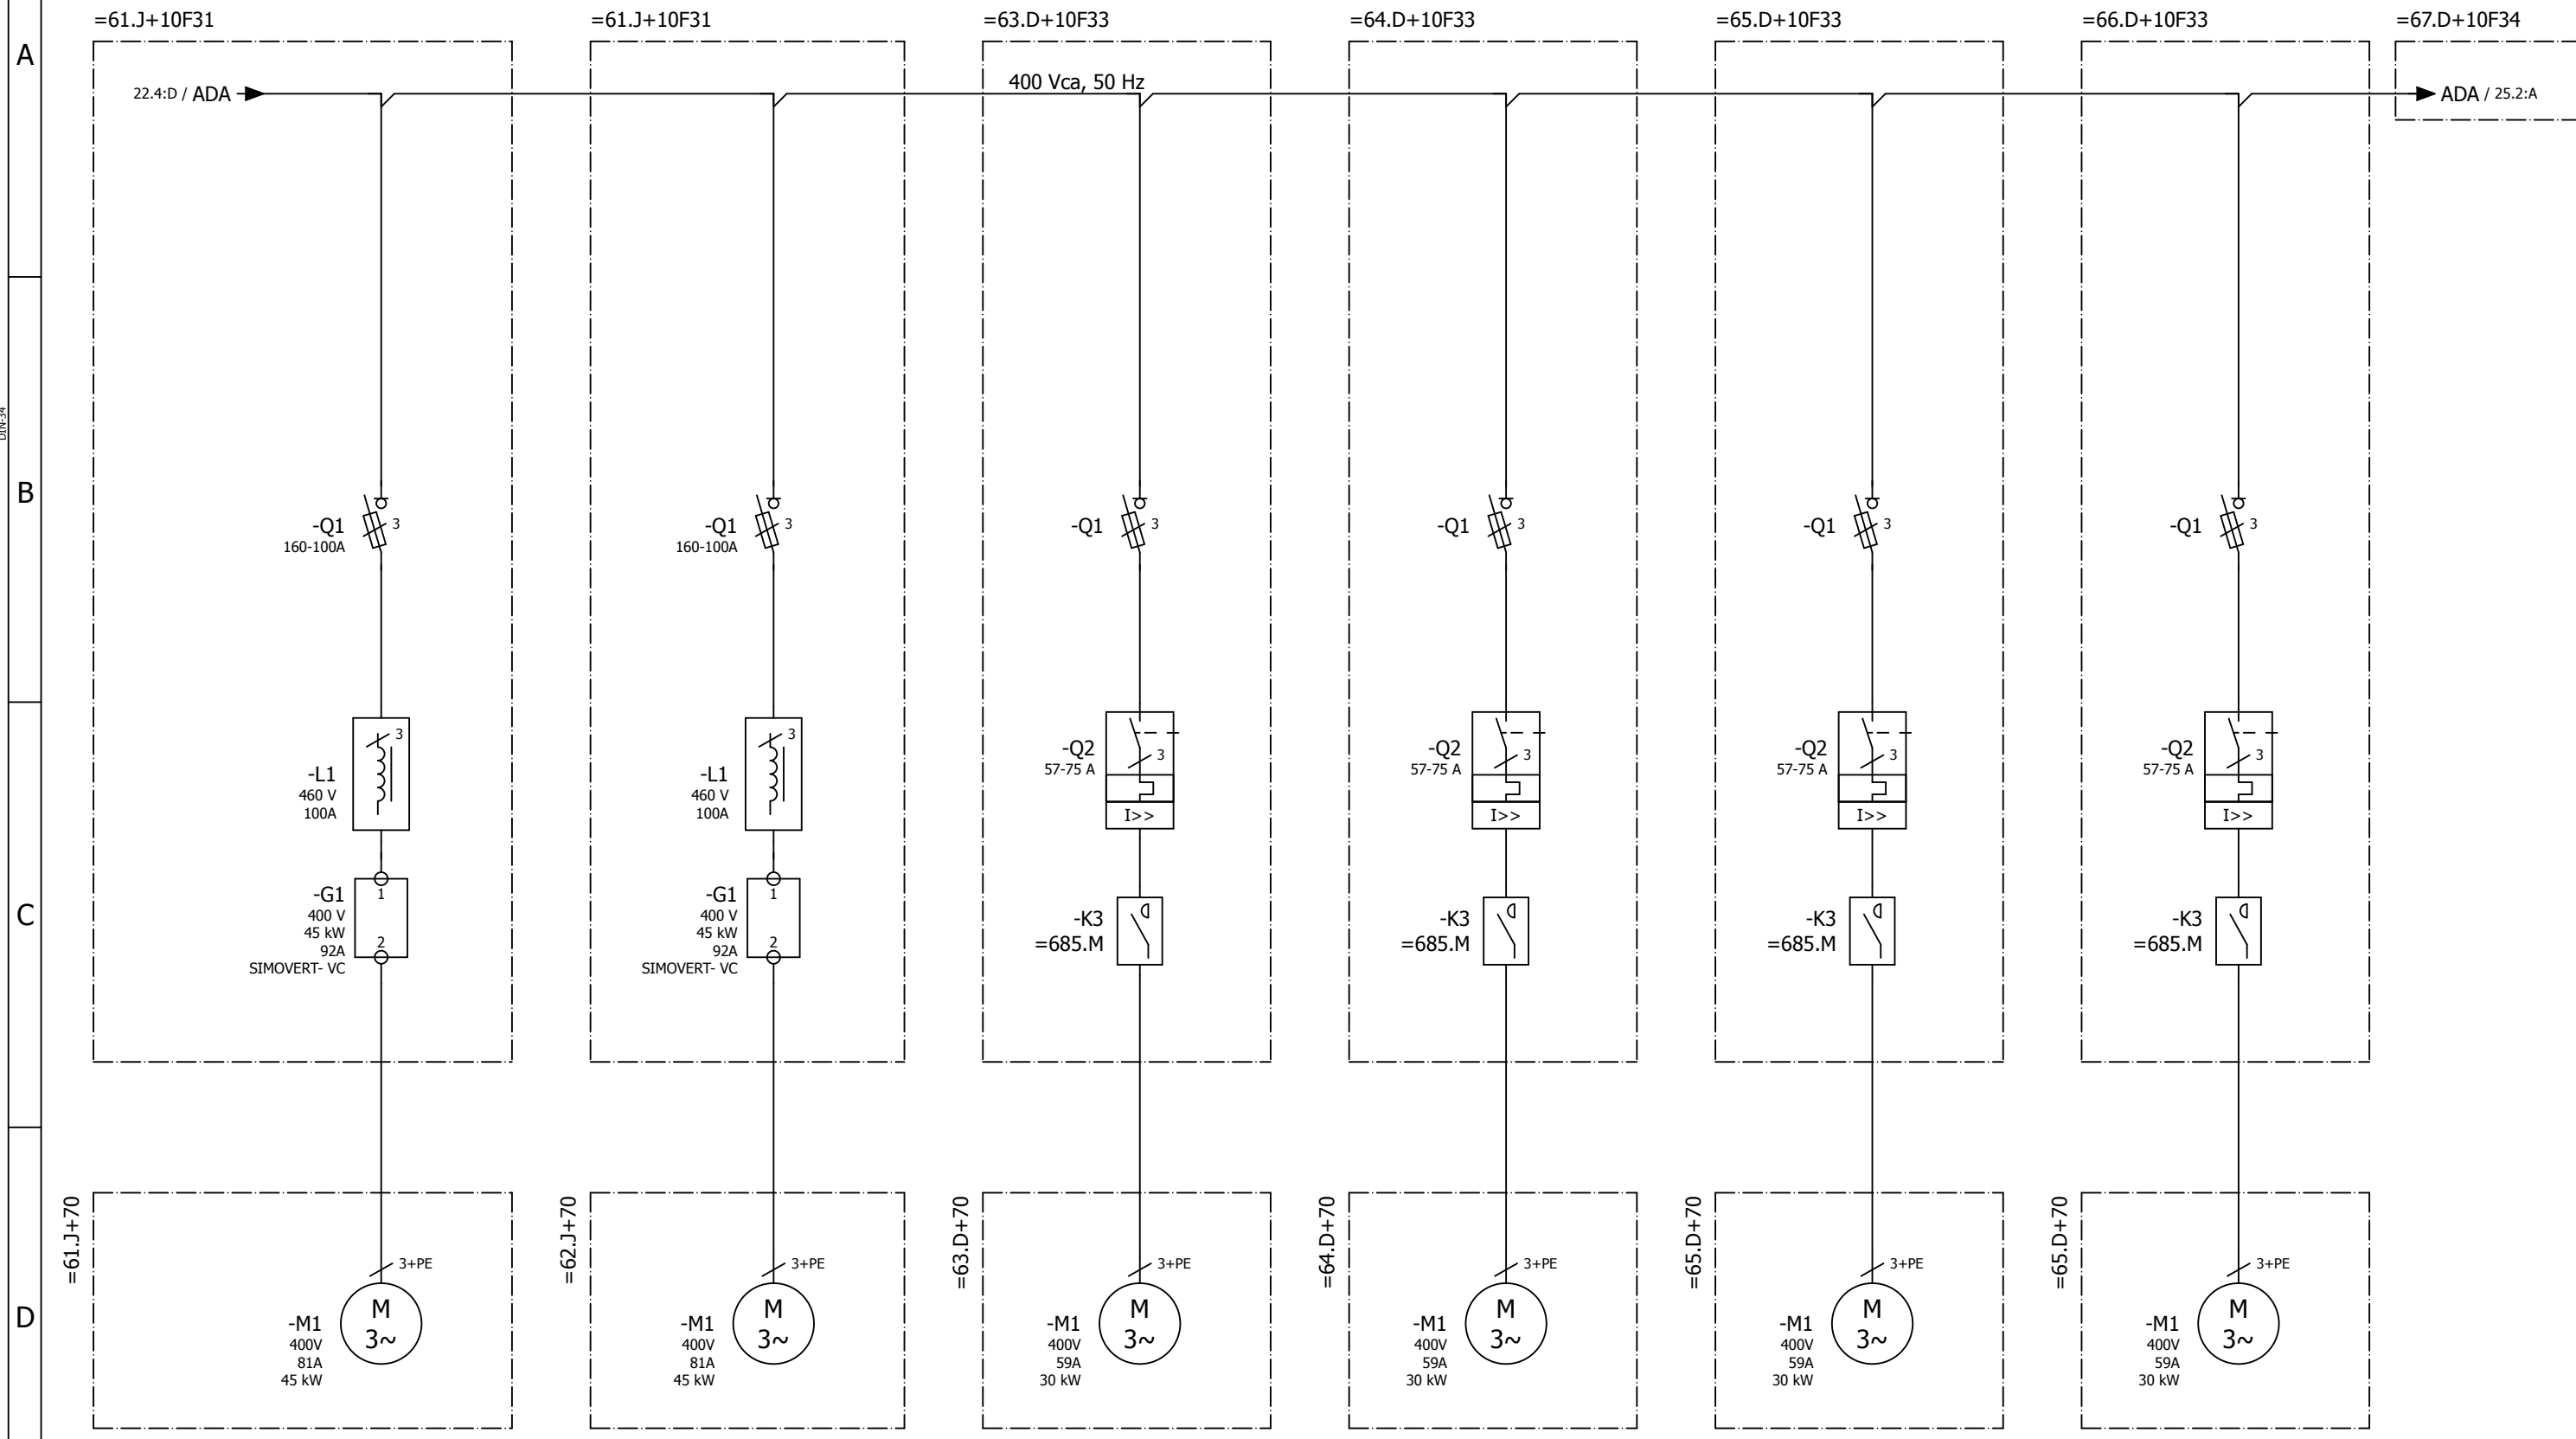 =61.J+10F31
=61.J+10F31
=63.D+10F33
=64.D+10F33
=65.D+10F33
=66.D+10F33
=67.D+10F34
A
22.4:D / ADA
400 Vca, 50 Hz
ADA / 25.2:A
DIN-34
B
-Q1
160-100A
3
-Q1
160-100A
3
-Q1
3
-Q1
3
-Q1
3
-Q1
3
C
3
-L1
460 V
100A
3
-L1
460 V
100A
-Q2
57-75 A
3
I>>
-Q2
57-75 A
3
I>>
-Q2
57-75 A
3
I>>
-Q2
57-75 A
3
I>>
-G1
400 V
45 kW
92A
SIMOVERT- VC
1
2
-G1
400 V
45 kW
92A
SIMOVERT- VC
1
2
-K3
=685.M
-K3
=685.M
-K3
=685.M
-K3
=685.M
D
=61.J+70
3+PE
-M1
400V
81A
45 kW
M
3~
=62.J+70
3+PE
-M1
400V
81A
45 kW
M
3~
=63.D+70
3+PE
-M1
400V
59A
30 kW
M
3~
=64.D+70
3+PE
-M1
400V
59A
30 kW
M
3~
=65.D+70
3+PE
-M1
400V
59A
30 kW
M
3~
=65.D+70
3+PE
-M1
400V
59A
30 kW
M
3~